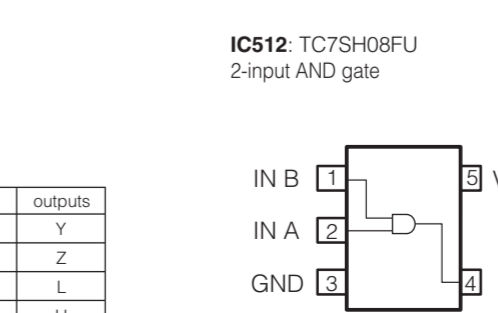 IC512: TC7SH08FU
2-input AND gate
IN B 1
5
IN A 2
GND 3
4
outputs
Y
Z
L